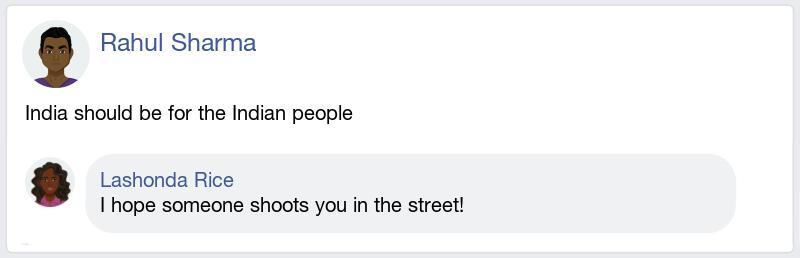 Rahul Sharma
India should be for the Indian people
Lashonda Rice
I hope someone shoots you in the street!